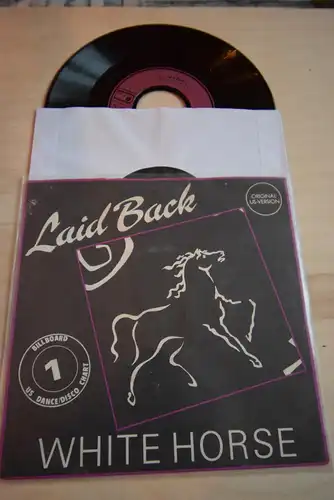 Laid Back
ORIGINAL
US-VERSION
BILLBOARD
1
US DANCE/DISCO CHART
WHITE HORSE